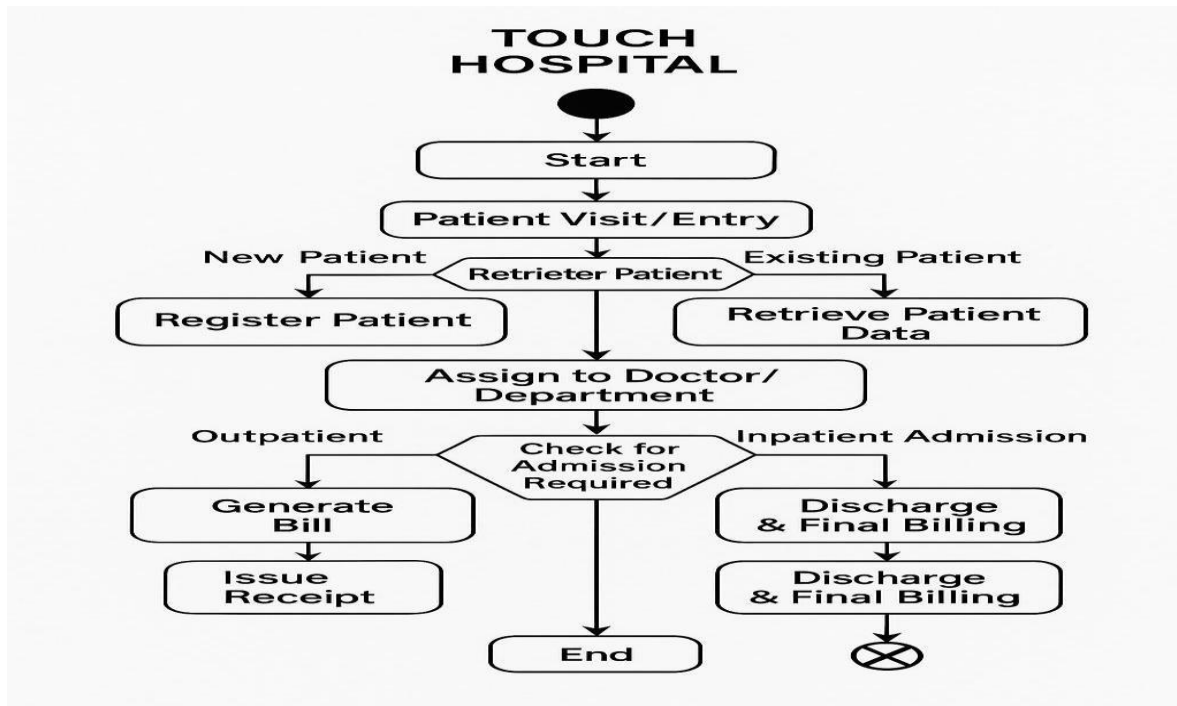 TOUCH
HOSPITAL
Start
Patient Visit/Entry
New Patient
Existing Patient
Retrieter Patient
Register Patient
Retrieve Patient
Data
Assign to Doctor/
Department
Outpatient
Inpatient Admission
Check for
Admission
Required
Generate
Bill
Discharge
& Final Billing
Issue
Receipt
Discharge
& Final Billing
End